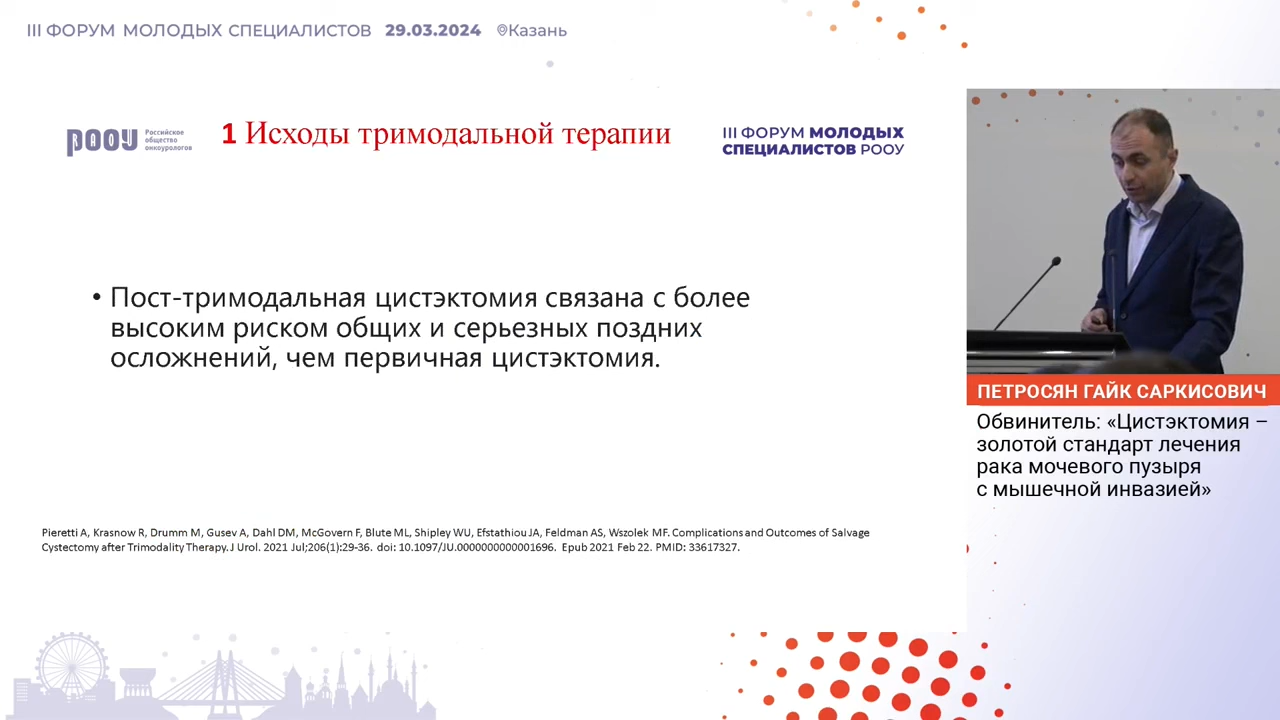 III ФОРУМ МОЛОДЫХ СПЕЦИАЛИСТОВ 29.03.2024 Казань
РООУ
Российское
общество
онкоурологов
1 Исходы тримодальной терапии
III ФОРУМ МОЛОДЫХ
СПЕЦИАЛИСТОВ РООУ
• Пост-тримодальная цистэктомия связана с более
высоким риском общих и серьезных поздних
осложнений, чем первичная цистэктомия.
Pieretti A, Krasnow R, Drumm M, Gusev A, Dahl DM, McGovern F, Blute ML, Shipley WU, Efstathiou JA, Feldman AS, Wszolek MF. Complications and Outcomes of Salvage
Cystectomy after Trimodality Therapy. J Urol. 2021 Jul;206(1):29-36. doi: 10.1097/JU.0000000000001696. Epub 2021 Feb 22. PMID: 33617327.
ПЕТРОСЯН ГАЙК САРКИСОВИЧ
Обвинитель: «Цистэктомия –
золотой стандарт лечения
рака мочевого пузыря
с мышечной инвазией»